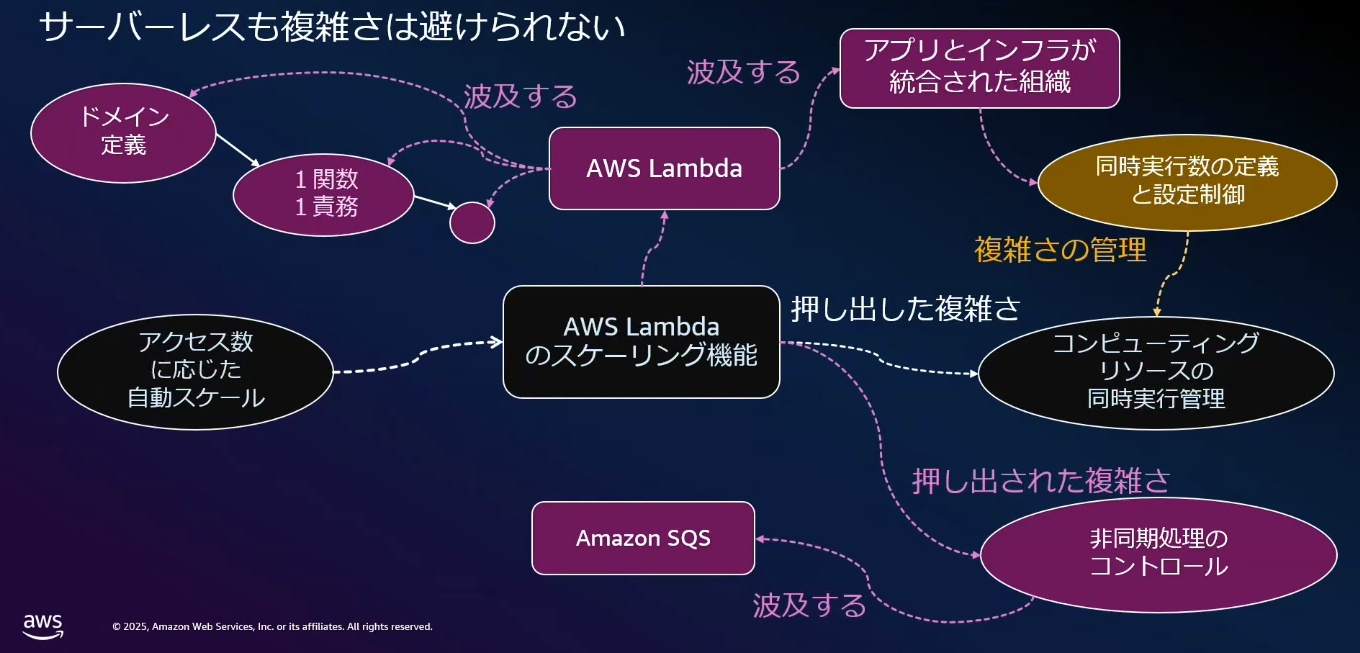 サーバーレスも複雑さは避けられない
波及する
波及する
アプリとインフラが
統合された組織
ドメイン
定義
AWS Lambda
１関数
１責務
同時実行数の定義
と設定制御
複雑さの管理
押し出した複雑さ
AWS Lambda
のスケーリング機能
アクセス数
に応じた
自動スケール
コンピューティング
リソースの
同時実行管理
押し出された複雑さ
Amazon SQS
非同期処理の
コントロール
波及する
aws
© 2025, Amazon Web Services, Inc. or its affiliates. All rights reserved.